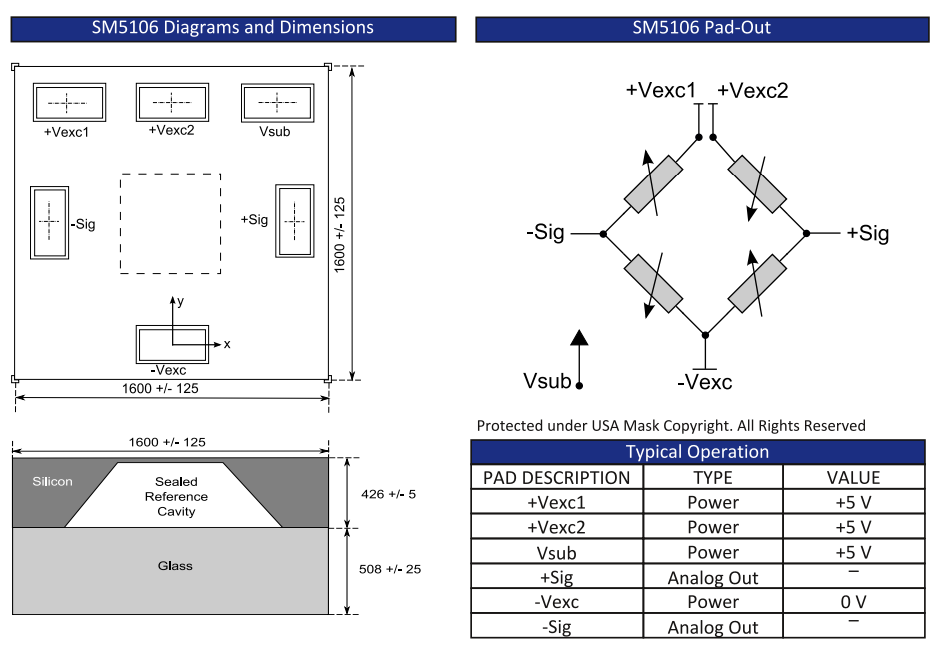 SM5106 Diagrams and Dimensions
+Vexc1
+Vexc2
Vsub
-Sig
+Sig
1600 +/- 125
y
x
-Vexc
1600 +/- 125
1600 +/- 125
Silicon
Sealed
Reference
Cavity
426 +/- 5
Glass
508 +/- 25
SM5106 Pad-Out
+Vexc1 +Vexc2
-Sig
+Sig
Vsub
-Vexc
Protected under USA Mask Copyright. All Rights Reserved
Typical Operation
PAD DESCRIPTION TYPE VALUE
+Vexc1 Power +5 V
+Vexc2 Power +5 V
Vsub Power +5 V
+Sig Analog Out –
-Vexc Power 0 V
-Sig Analog Out –